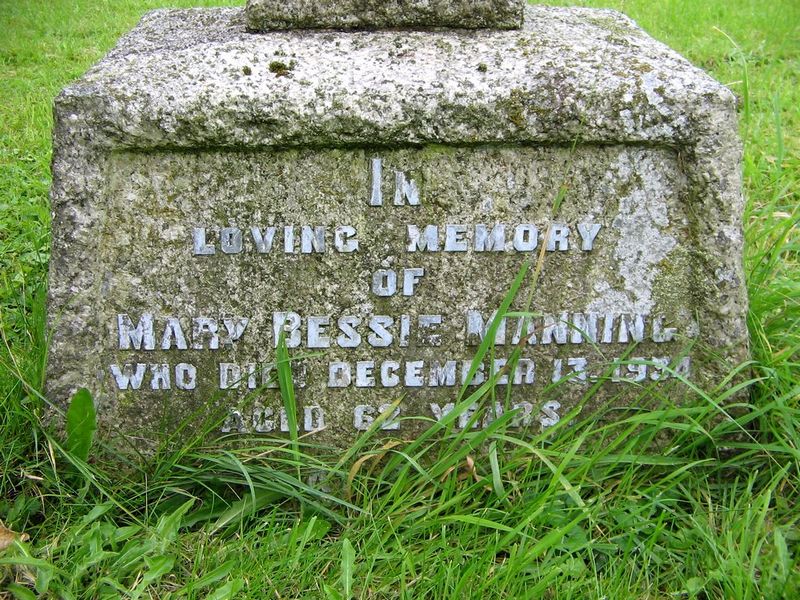 In
LOVING MEMORY
OF
MARY BESSIE MANNING
WHO DIED DECEMBER 13, 1934
AGED 62 YEARS.